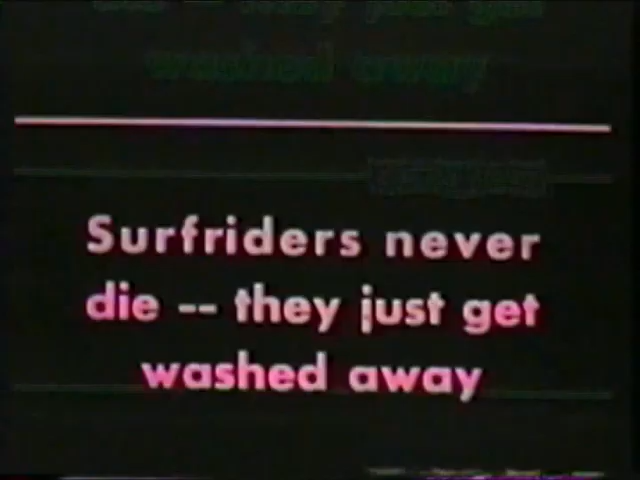 Surfriders never
die -- they just get
washed away